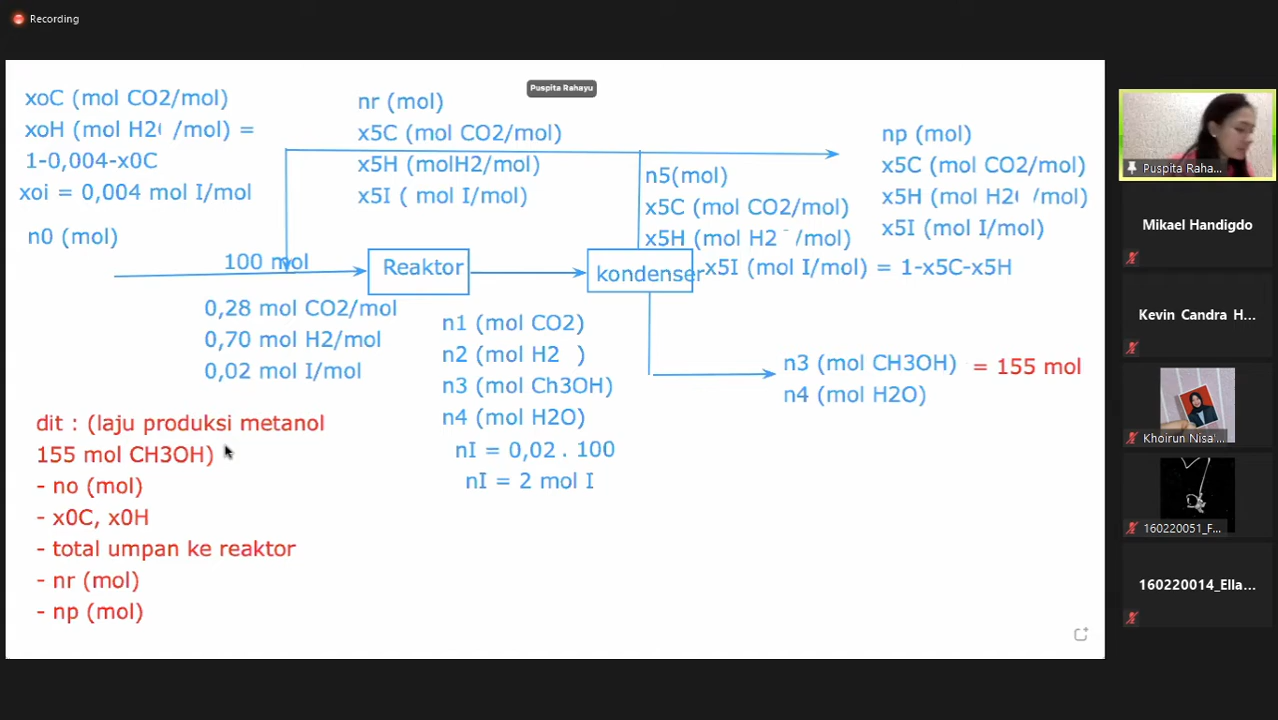 Recording
Puspita Rahayu
xoC (mol CO2/mol)
xoH (mol H2 /mol) =
1-0,004-x0C
xoi = 0,004 mol I/mol
n0 (mol)
nr (mol)
x5C (mol CO2/mol)
x5H (molH2/mol)
x5I ( mol I/mol)
n5(mol)
x5C (mol CO2/mol)
x5H (mol H2 /mol)
x5I (mol I/mol) = 1-x5C-x5H
np (mol)
x5C (mol CO2/mol)
x5H (mol H2 /mol)
x5I (mol I/mol)
100 mol
Reaktor
kondenser
0,28 mol CO2/mol
0,70 mol H2/mol
0,02 mol I/mol
n1 (mol CO2)
n2 (mol H2 )
n3 (mol Ch3OH)
n4 (mol H2O)
nI = 0,02 . 100
nI = 2 mol I
n3 (mol CH3OH) = 155 mol
n4 (mol H2O)
dit : (laju produksi metanol
155 mol CH3OH)
- no (mol)
- x0C, x0H
- total umpan ke reaktor
- nr (mol)
- np (mol)
Puspita Raha...
Mikael Handigdo
Kevin Candra H...
Khoirun Nisa'...
160220051_F...
160220014_Ella...